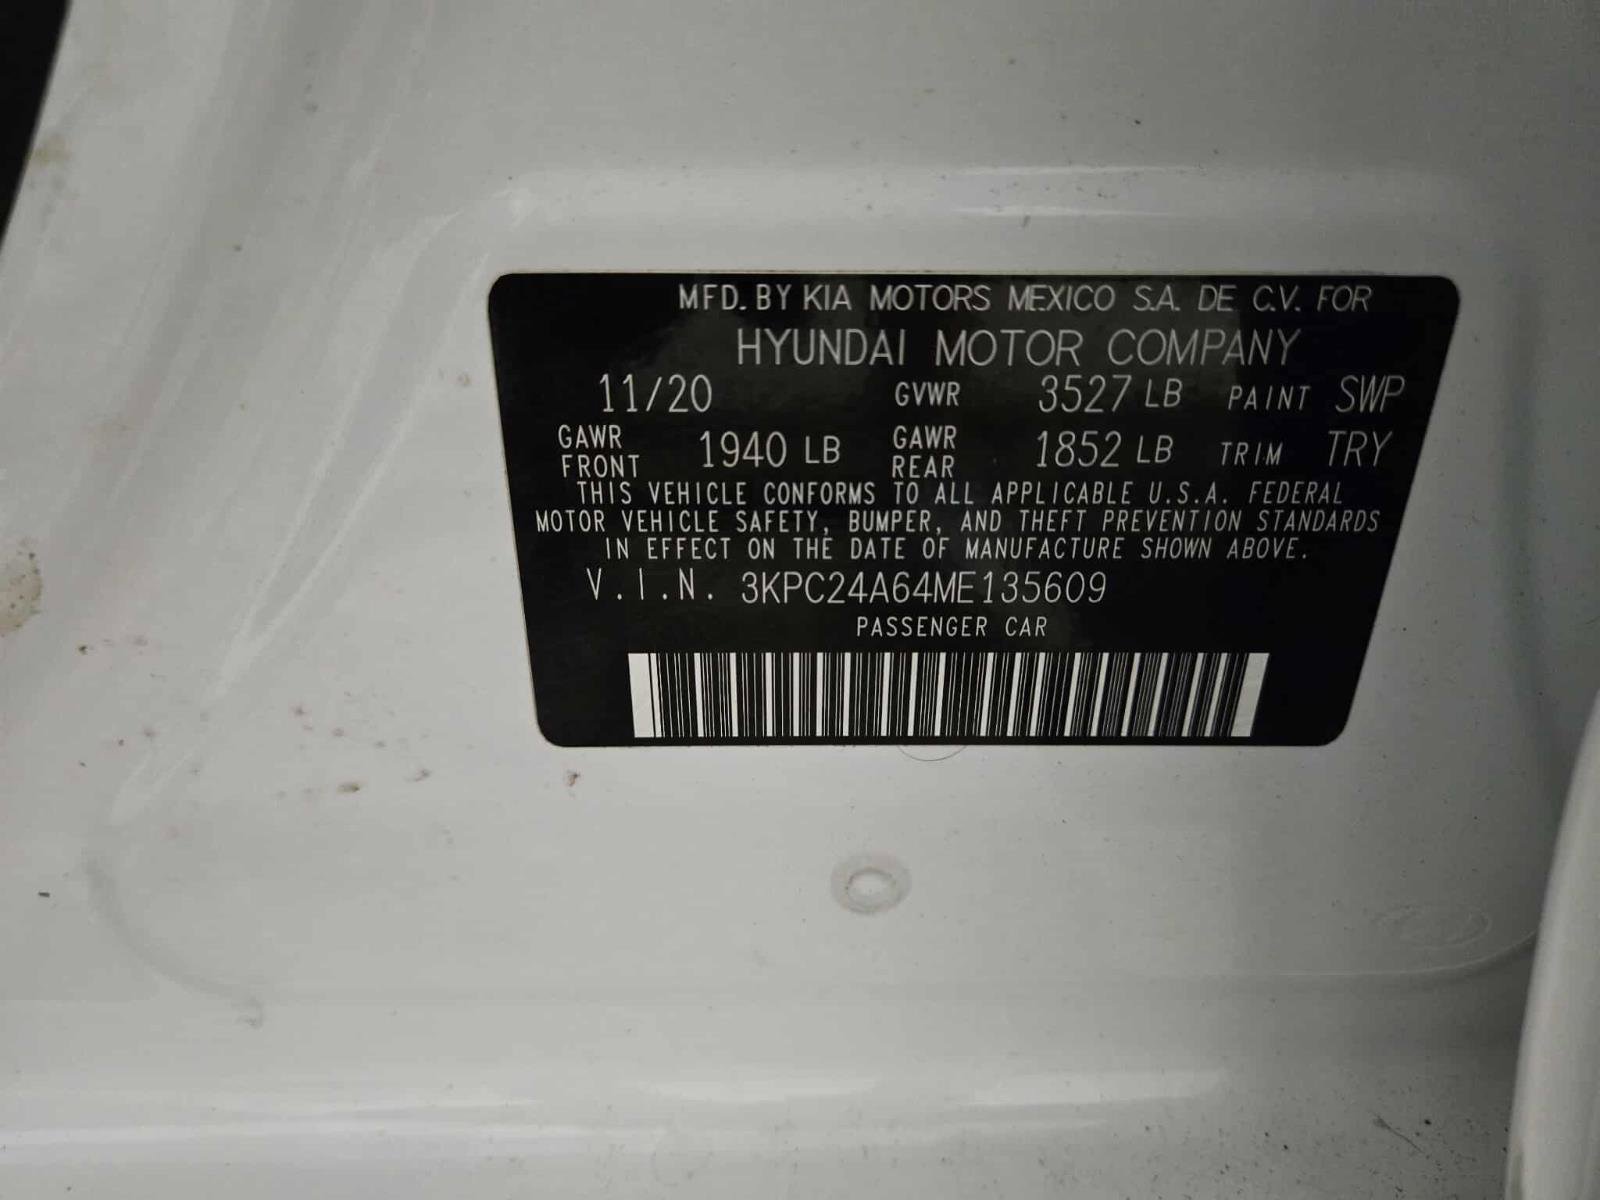 MFD. BY KIA MOTORS MEXICO S.A. DE C.V. FOR
HYUNDAI MOTOR COMPANY
11/20 GVWR 3527 LB PAINT SWP
GAWR FRONT 1940 LB GAWR REAR 1852 LB TRIM TRY
THIS VEHICLE CONFORMS TO ALL APPLICABLE U.S.A. FEDERAL
MOTOR VEHICLE SAFETY, BUMPER, AND THEFT PREVENTION STANDARDS
IN EFFECT ON THE DATE OF MANUFACTURE SHOWN ABOVE.
V.I.N. 3KPC24A64ME135609
PASSENGER CAR